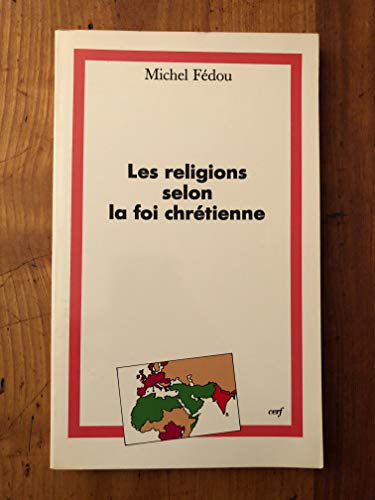 Michel Fédou
Les religions
selon
la foi chrétienne
cerf